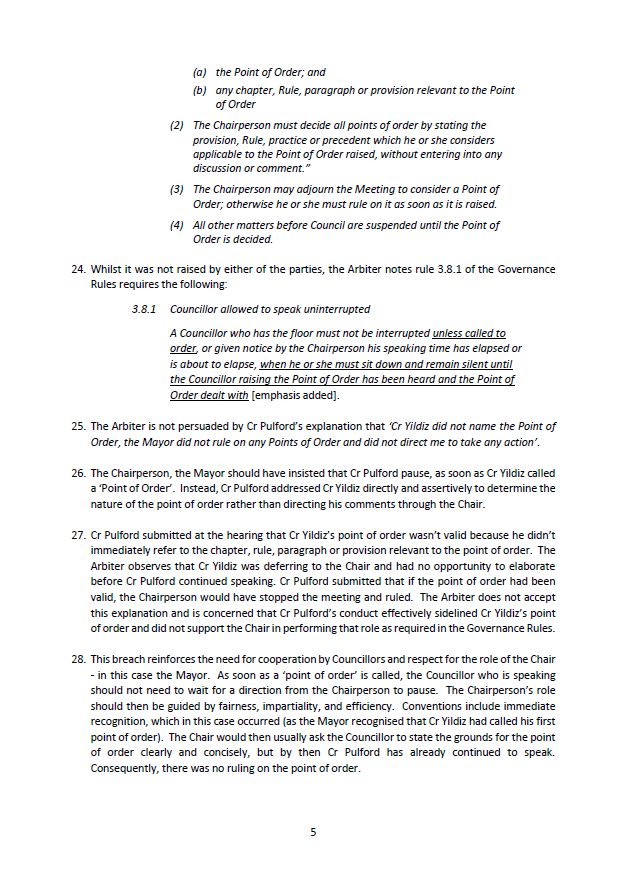 (a) the Point of Order; and
(b) any chapter, Rule, paragraph or provision relevant to the Point
of Order
(2) The Chairperson must decide all points of order by stating the
provision, Rule, practice or precedent which he or she considers
applicable to the Point of Order raised, without entering into any
discussion or comment.”
(3) The Chairperson may adjourn the Meeting to consider a Point of
Order; otherwise he or she must rule on it as soon as it is raised.
(4) All other matters before Council are suspended until the Point of
Order is decided.
24. Whilst it was not raised by either of the parties, the Arbiter notes rule 3.8.1 of the Governance
Rules requires the following:
3.8.1 Councillor allowed to speak uninterrupted
A Councillor who has the floor must not be interrupted unless called to
order, or given notice by the Chairperson his speaking time has elapsed or
is about to elapse, when he or she must sit down and remain silent until
the Councillor raising the Point of Order has been heard and the Point of
Order dealt with [emphasis added].
25. The Arbiter is not persuaded by Cr Pulford’s explanation that ‘Cr Yildiz did not name the Point of
Order, the Mayor did not rule on any Points of Order and did not direct me to take any action’.
26. The Chairperson, the Mayor should have insisted that Cr Pulford pause, as soon as Cr Yildiz called
a ‘Point of Order’. Instead, Cr Pulford addressed Cr Yildiz directly and assertively to determine the
nature of the point of order rather than directing his comments through the Chair.
27. Cr Pulford submitted at the hearing that Cr Yildiz’s point of order wasn’t valid because he didn’t
immediately refer to the chapter, rule, paragraph or provision relevant to the point of order. The
Arbiter observes that Cr Yildiz was deferring to the Chair and had no opportunity to elaborate
before Cr Pulford continued speaking. Cr Pulford submitted that if the point of order had been
valid, the Chairperson would have stopped the meeting and ruled. The Arbiter does not accept
this explanation and is concerned that Cr Pulford’s conduct effectively sidelined Cr Yildiz’s point
of order and did not support the Chair in performing that role as required in the Governance Rules.
28. This breach reinforces the need for cooperation by Councillors and respect for the role of the Chair
- in this case the Mayor. As soon as a ‘point of order’ is called, the Councillor who is speaking
should not need to wait for a direction from the Chairperson to pause. The Chairperson’s role
should then be guided by fairness, impartiality, and efficiency. Conventions include immediate
recognition, which in this case occurred (as the Mayor recognised that Cr Yildiz had called his first
point of order). The Chair would then usually ask the Councillor to state the grounds for the point
of order clearly and concisely, but by then Cr Pulford has already continued to speak.
Consequently, there was no ruling on the point of order.
5